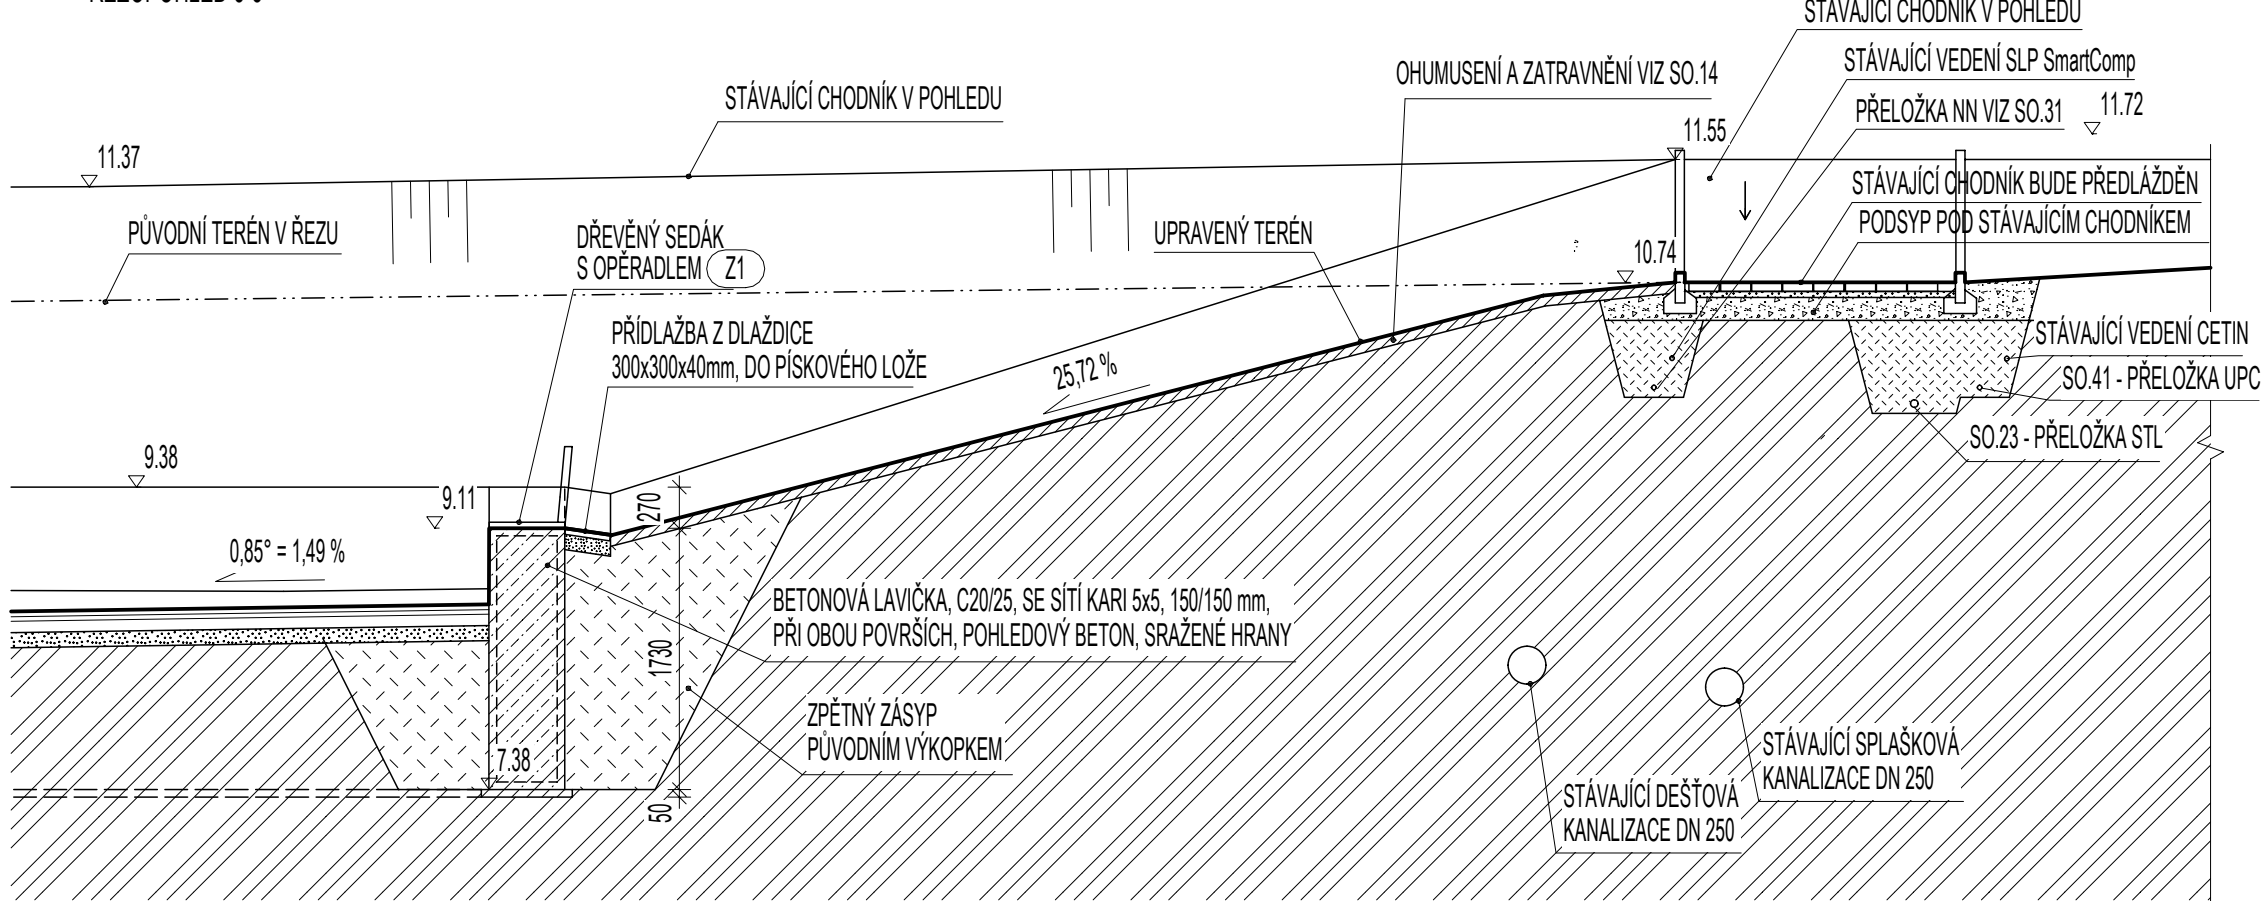 STÁVAJÍCÍ CHODNÍK V POHLEDU
STÁVAJÍCÍ VEDENÍ SLP SmartComp
OHUMUSENÍ A ZATRAVNĚNÍ VIZ SO.14
STÁVAJÍCÍ CHODNÍK V POHLEDU
PŘELOŽKA NN VIZ SO.31
11.72
11.55
11.37
STÁVAJÍCÍ CHODNÍK BUDE PŘEDLÁŽDĚN
PODSYP POD STÁVAJÍCÍM CHODNÍKEM
PŮVODNÍ TERÉN V ŘEZU
DŘEVĚNÝ SEDÁK
S OPĚRADLEM Z1
UPRAVENÝ TERÉN
10.74
PŘÍDLAŽBA Z DLAŽDICE
300x300x40mm, DO PÍSKOVÉHO LOŽE
25,72 %
STÁVAJÍCÍ VEDENÍ CETIN
SO.41 - PŘELOŽKA UPC
SO.23 - PŘELOŽKA STL
9.38
9.11
270
0,85° = 1,49 %
BETONOVÁ LAVIČKA, C20/25, SE SÍTÍ KARI 5x5, 150/150 mm,
PŘI OBOU POVRŠÍCH, POHLEDOVÝ BETON, SRAŽENÉ HRANY
1730
ZPĚTNÝ ZÁSYP
PŮVODNÍM VÝKOPKEM
7.38
50
STÁVAJÍCÍ SPLAŠKOVÁ
KANALIZACE DN 250
STÁVAJÍCÍ DEŠŤOVÁ
KANALIZACE DN 250